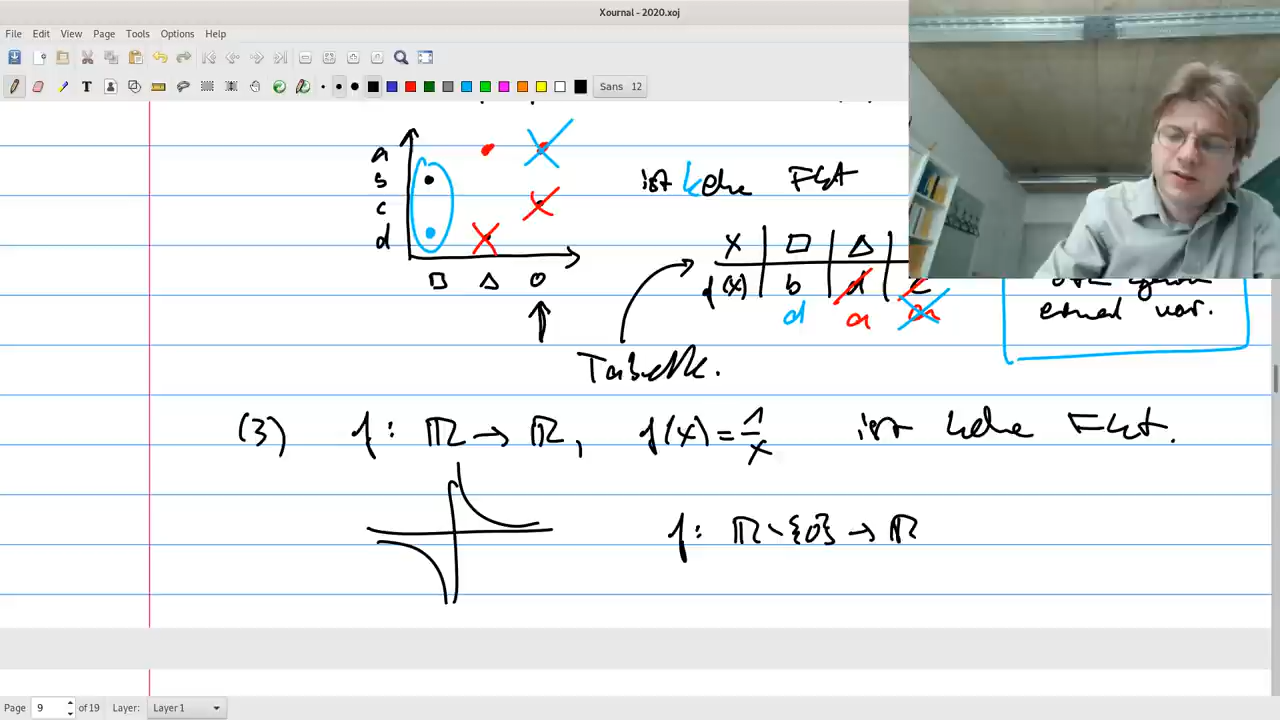 Xournal - 2020.xoj
File Edit View Page Tools Options Help
Sans 12
a
b
c
d
□ △ O
ist keine Fkt
x □ △
f(x) b d c
d a a
einmal vor.
Tabelle.
(3) f: ℝ → ℝ, f(x) = 1/x ist keine Fkt.
f: ℝ \ {0} → ℝ
Page 9 of 19 Layer: Layer 1